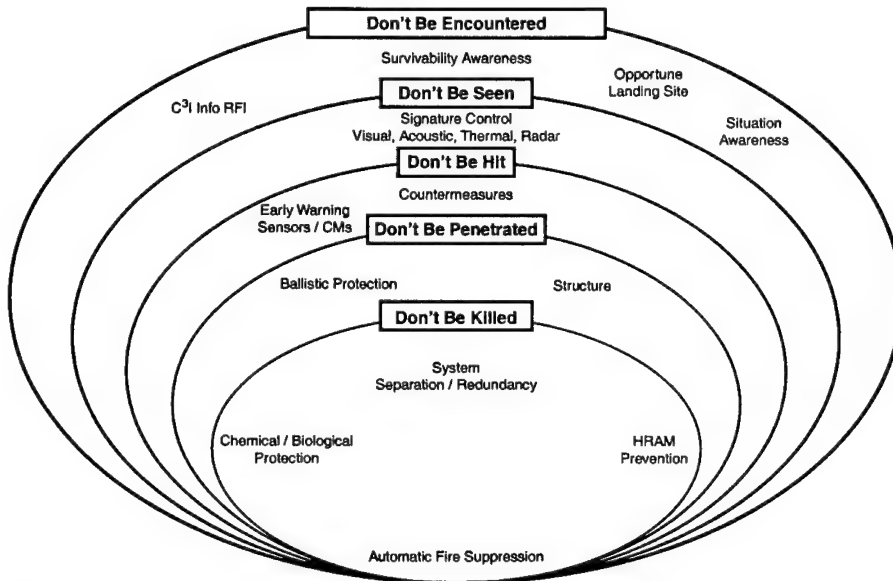 Don't Be Encountered
Survivability Awareness
Opportune
Landing Site
C³I Info RFI
Don't Be Seen
Signature Control
Visual, Acoustic, Thermal, Radar
Situation
Awareness
Don't Be Hit
Countermeasures
Early Warning
Sensors / CMs
Don't Be Penetrated
Ballistic Protection
Structure
Don't Be Killed
System
Separation / Redundancy
Chemical / Biological
Protection
HRAM
Prevention
Automatic Fire Suppression